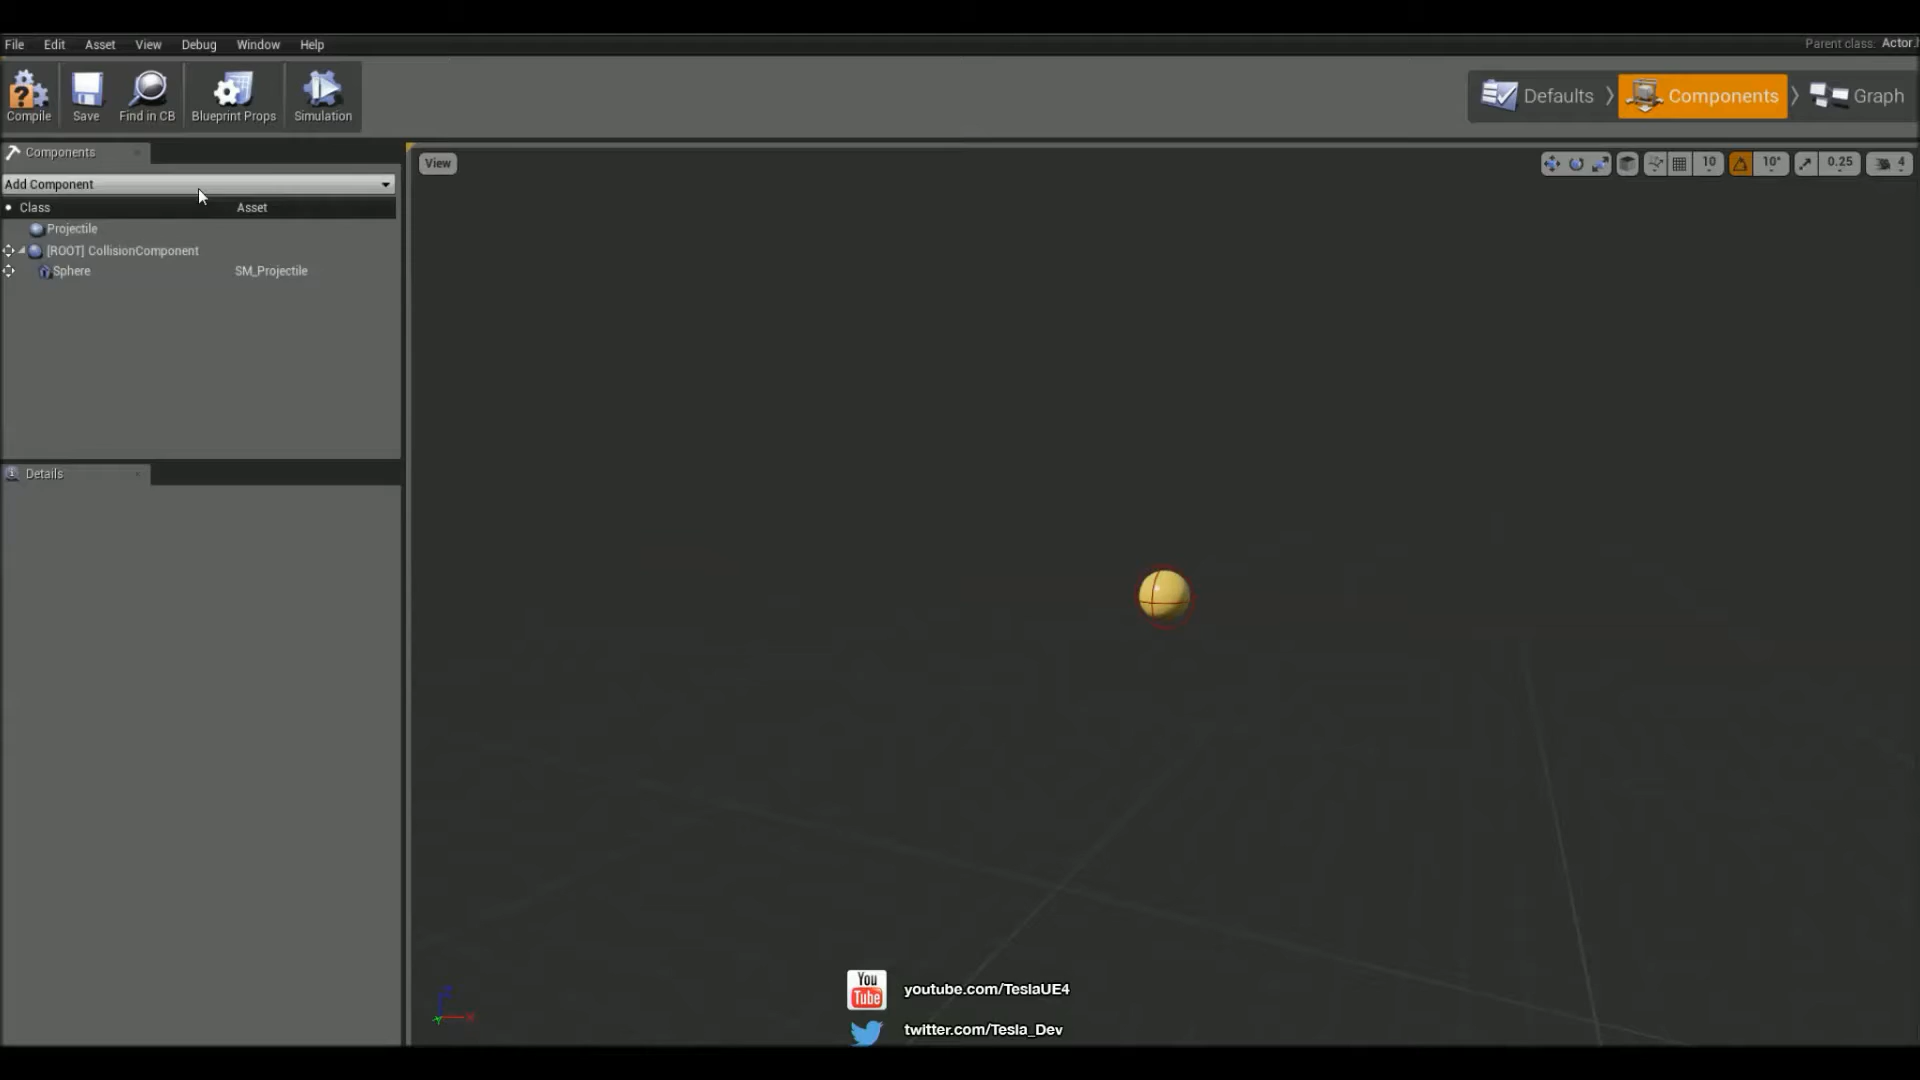 File Edit Asset View Debug Window Help
Parent class: Actor
Compile Save Find in CB Blueprint Props Simulation
Defaults Components Graph
Components
View
10 10° 0.25 4
Add Component
Class Asset
Projectile
[ROOT] CollisionComponent
Sphere SM_Projectile
Details
You Tube youtube.com/TeslaUE4
twitter.com/Tesla_Dev